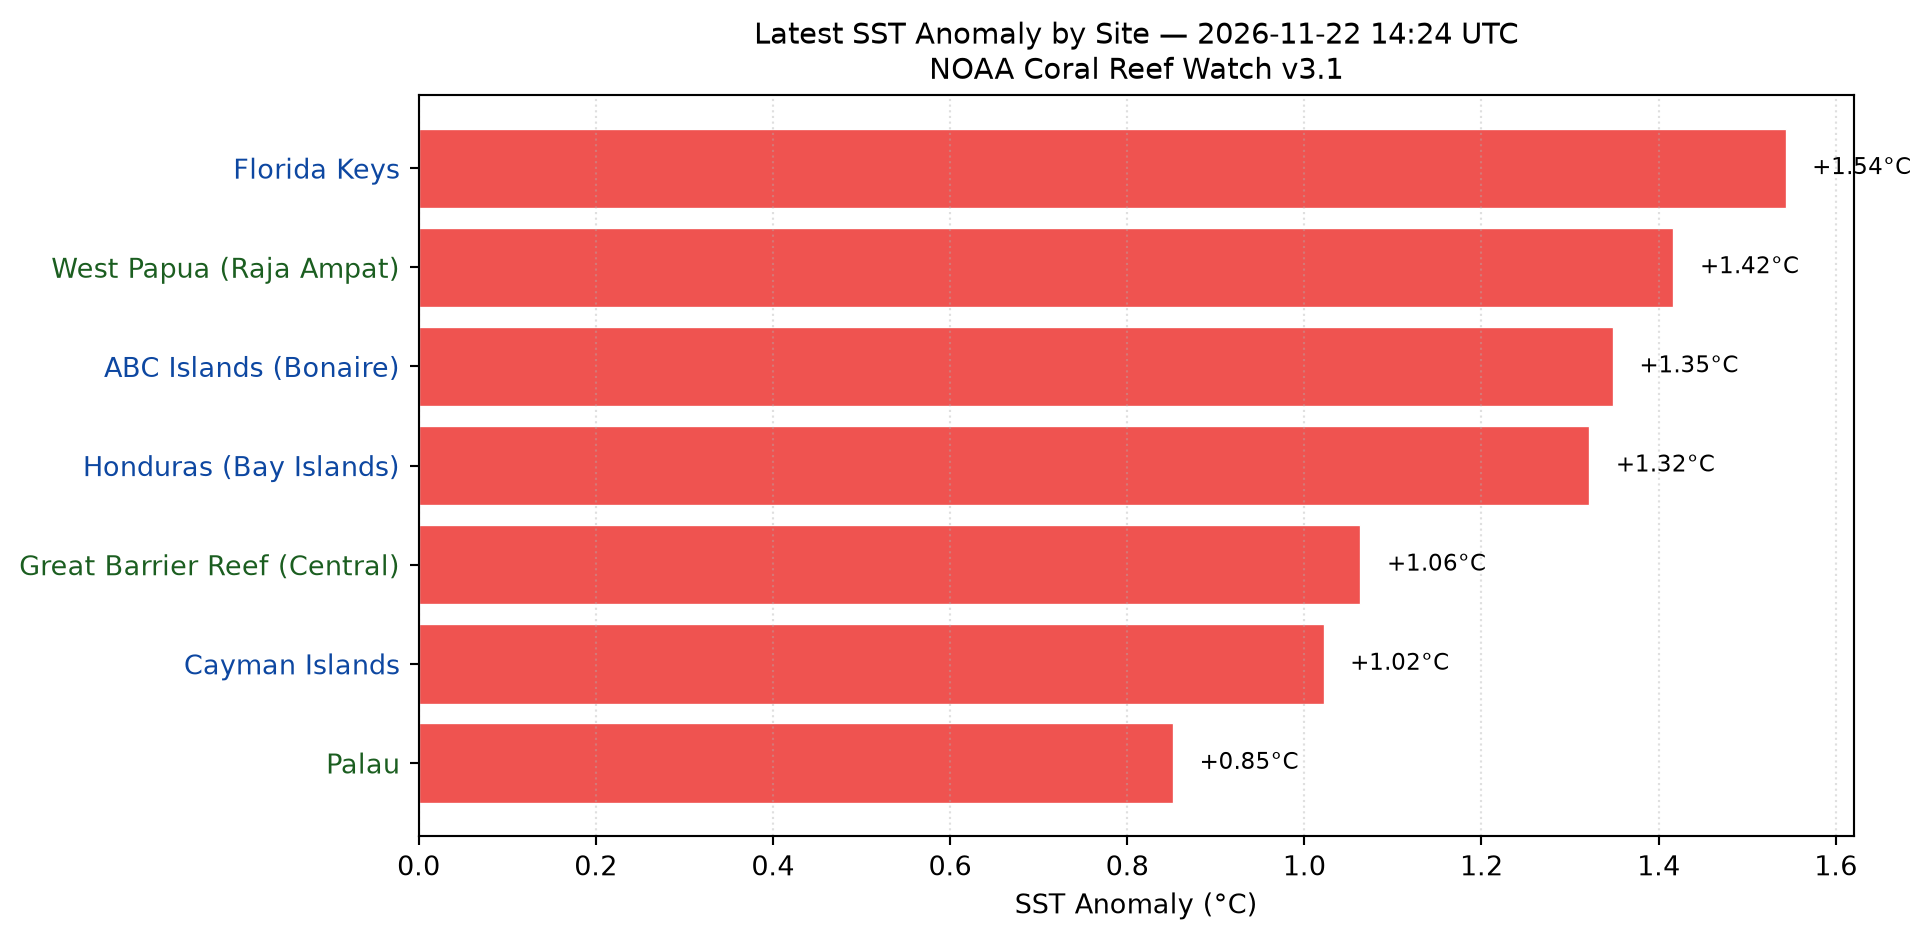 Latest SST Anomaly by Site — 2026-11-22 14:24 UTC
NOAA Coral Reef Watch v3.1
Florida Keys
+1.54°C
West Papua (Raja Ampat)
+1.42°C
ABC Islands (Bonaire)
+1.35°C
Honduras (Bay Islands)
+1.32°C
Great Barrier Reef (Central)
+1.06°C
Cayman Islands
+1.02°C
Palau
+0.85°C
0.0 0.2 0.4 0.6 0.8 1.0 1.2 1.4 1.6
SST Anomaly (°C)